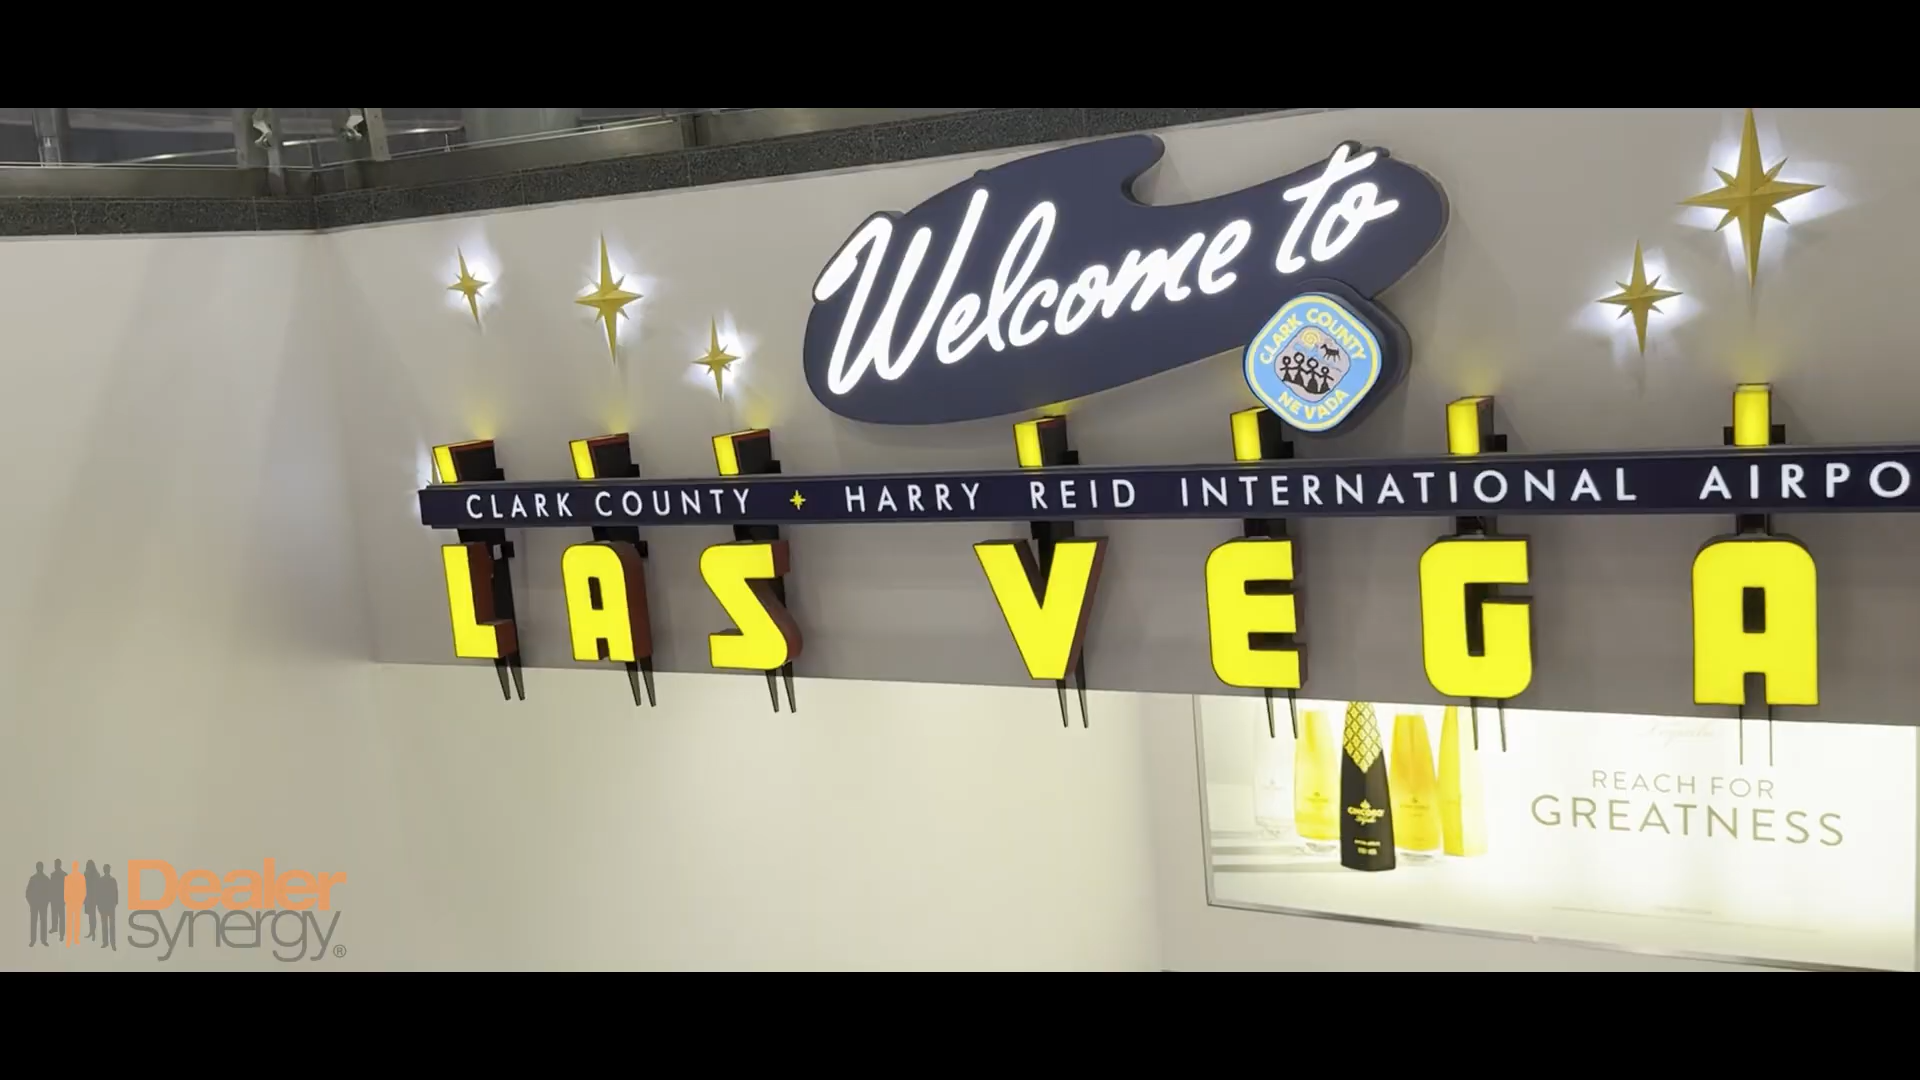 Welcome to
CLARK COUNTY
NEVADA
CLARK COUNTY HARRY REID INTERNATIONAL AIRPO
LAS VEGA
REACH FOR
GREATNESS
Dealer
synergy®